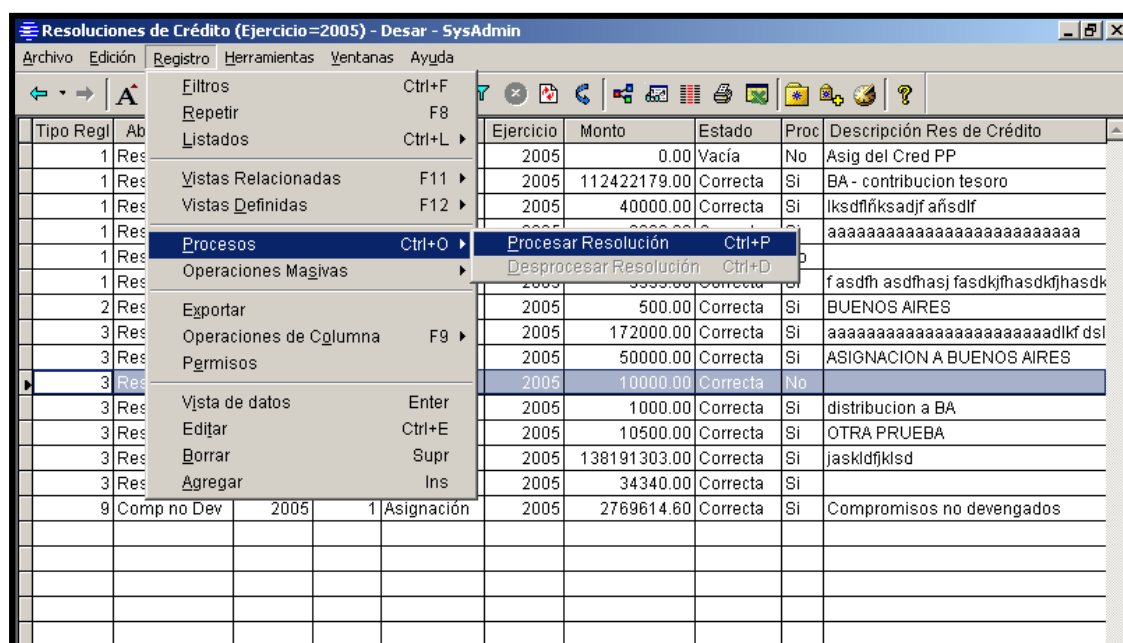 Resoluciones de Crédito (Ejercicio=2005) - Desar - SysAdmin
Archivo Edición Registro Herramientas Ventanas Ayuda
Filtros Ctrl+F
Repetir F8
Listados Ctrl+L
Vistas Relacionadas F11
Vistas Definidas F12
Procesos Ctrl+O
Operaciones Masivas
Exportar
Operaciones de Columna F9
Permisos
Vista de datos Enter
Editar Ctrl+E
Borrar Supr
Agregar Ins
Procesar Resolución Ctrl+P
Desprocesar Resolución Ctrl+D
Tipo Regl Ab Ejercicio Monto Estado Proc Descripción Res de Crédito
1 Res 2005 0.00 Vacía No Asig del Cred PP
1 Res 2005 112422179.00 Correcta Si BA - contribucion tesoro
1 Res 2005 40000.00 Correcta Si lksdflñksadjf añsdlf
1 Res aaaaaaaaaaaaaaaaaaaaaaaaaa
1 Res
1 Res f asdfh asdfhasj fasdkjfhasdkfjhasdk
2 Res 2005 500.00 Correcta Si BUENOS AIRES
3 Res 2005 172000.00 Correcta Si aaaaaaaaaaaaaaaaaaaaaaadlkf dsl
3 Res 2005 50000.00 Correcta Si ASIGNACION A BUENOS AIRES
3 Res 2005 10000.00 Correcta No
3 Res 2005 1000.00 Correcta Si distribucion a BA
3 Res 2005 10500.00 Correcta Si OTRA PRUEBA
3 Res 2005 138191303.00 Correcta Si jaskldfjklsd
3 Res 2005 34340.00 Correcta Si
9 Comp no Dev 2005 1 Asignación 2005 2769614.60 Correcta Si Compromisos no devengados